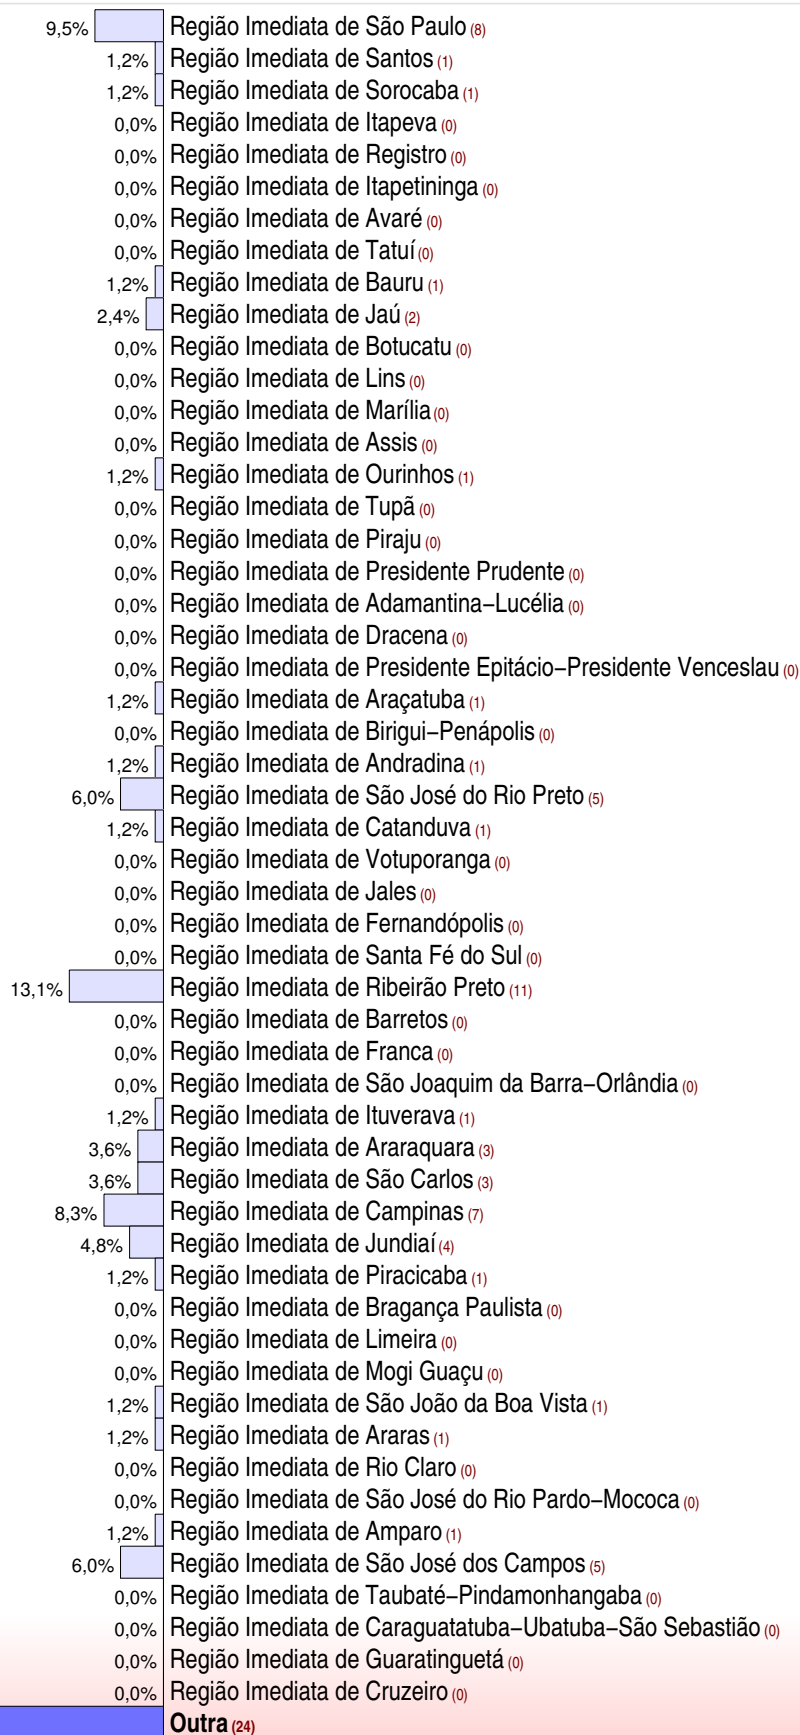 9,5% Região Imediata de São Paulo (8)
1,2% Região Imediata de Santos (1)
1,2% Região Imediata de Sorocaba (1)
0,0% Região Imediata de Itapeva (0)
0,0% Região Imediata de Registro (0)
0,0% Região Imediata de Itapetininga (0)
0,0% Região Imediata de Avaré (0)
0,0% Região Imediata de Tatuí (0)
1,2% Região Imediata de Bauru (1)
2,4% Região Imediata de Jaú (2)
0,0% Região Imediata de Botucatu (0)
0,0% Região Imediata de Lins (0)
0,0% Região Imediata de Marília (0)
0,0% Região Imediata de Assis (0)
1,2% Região Imediata de Ourinhos (1)
0,0% Região Imediata de Tupã (0)
0,0% Região Imediata de Piraju (0)
0,0% Região Imediata de Presidente Prudente (0)
0,0% Região Imediata de Adamantina−Lucélia (0)
0,0% Região Imediata de Dracena (0)
0,0% Região Imediata de Presidente Epitácio−Presidente Venceslau (0)
1,2% Região Imediata de Araçatuba (1)
0,0% Região Imediata de Birigui−Penápolis (0)
1,2% Região Imediata de Andradina (1)
6,0% Região Imediata de São José do Rio Preto (5)
1,2% Região Imediata de Catanduva (1)
0,0% Região Imediata de Votuporanga (0)
0,0% Região Imediata de Jales (0)
0,0% Região Imediata de Fernandópolis (0)
0,0% Região Imediata de Santa Fé do Sul (0)
13,1% Região Imediata de Ribeirão Preto (11)
0,0% Região Imediata de Barretos (0)
0,0% Região Imediata de Franca (0)
0,0% Região Imediata de São Joaquim da Barra−Orlândia (0)
1,2% Região Imediata de Ituverava (1)
3,6% Região Imediata de Araraquara (3)
3,6% Região Imediata de São Carlos (3)
8,3% Região Imediata de Campinas (7)
4,8% Região Imediata de Jundiaí (4)
1,2% Região Imediata de Piracicaba (1)
0,0% Região Imediata de Bragança Paulista (0)
0,0% Região Imediata de Limeira (0)
0,0% Região Imediata de Mogi Guaçu (0)
1,2% Região Imediata de São João da Boa Vista (1)
1,2% Região Imediata de Araras (1)
0,0% Região Imediata de Rio Claro (0)
0,0% Região Imediata de São José do Rio Pardo−Mococa (0)
1,2% Região Imediata de Amparo (1)
6,0% Região Imediata de São José dos Campos (5)
0,0% Região Imediata de Taubaté−Pindamonhangaba (0)
0,0% Região Imediata de Caraguatatuba−Ubatuba−São Sebastião (0)
0,0% Região Imediata de Guaratinguetá (0)
0,0% Região Imediata de Cruzeiro (0)
Outra (24)